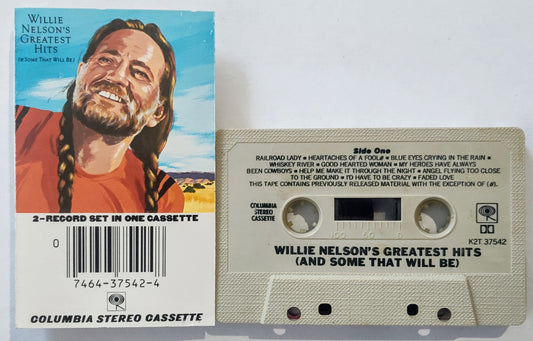 WILLIE
NELSON'S
GREATEST
HITS
(& SOME THAT WILL BE)
2-RECORD SET IN ONE CASSETTE
0
7464-37542-4
COLUMBIA STEREO CASSETTE
Side One
RAILROAD LADY • HEARTACHES OF A FOOL# • BLUE EYES CRYING IN THE RAIN •
WHISKEY RIVER • GOOD HEARTED WOMAN • MY HEROES HAVE ALWAYS
BEEN COWBOYS • HELP ME MAKE IT THROUGH THE NIGHT • ANGEL FLYING TOO CLOSE
TO THE GROUND • I'D HAVE TO BE CRAZY • FADED LOVE
THIS TAPE CONTAINS PREVIOUSLY RELEASED MATERIAL WITH THE EXCEPTION OF (#).
COLUMBIA
STEREO
CASSETTE
K2T 37542
WILLIE NELSON'S GREATEST HITS
(AND SOME THAT WILL BE)